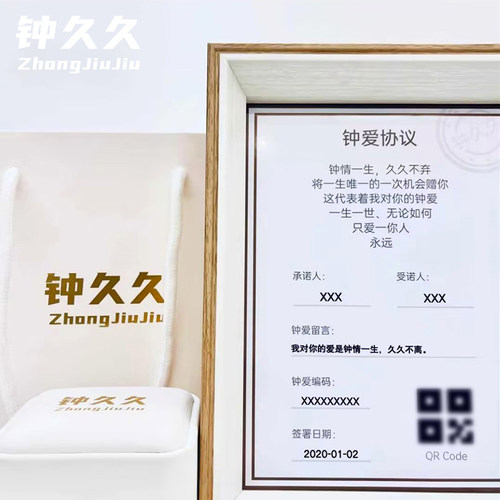 钟久久
ZhongJiuJiu
钟久久
ZhongJiuJiu
钟久久
ZhongJiuJiu
钟爱协议
钟情一生，久久不弃
将一生唯一的一次机会赠你
这代表着我对你的钟爱
一生一世、无论如何
只爱一你人
永远
承诺人：
受诺人：
XXX
XXX
钟爱留言：
我对你的爱是钟情一生，久久不离。
钟爱编码：
XXXXXXXXX
签署日期：
2020-01-02
QR Code